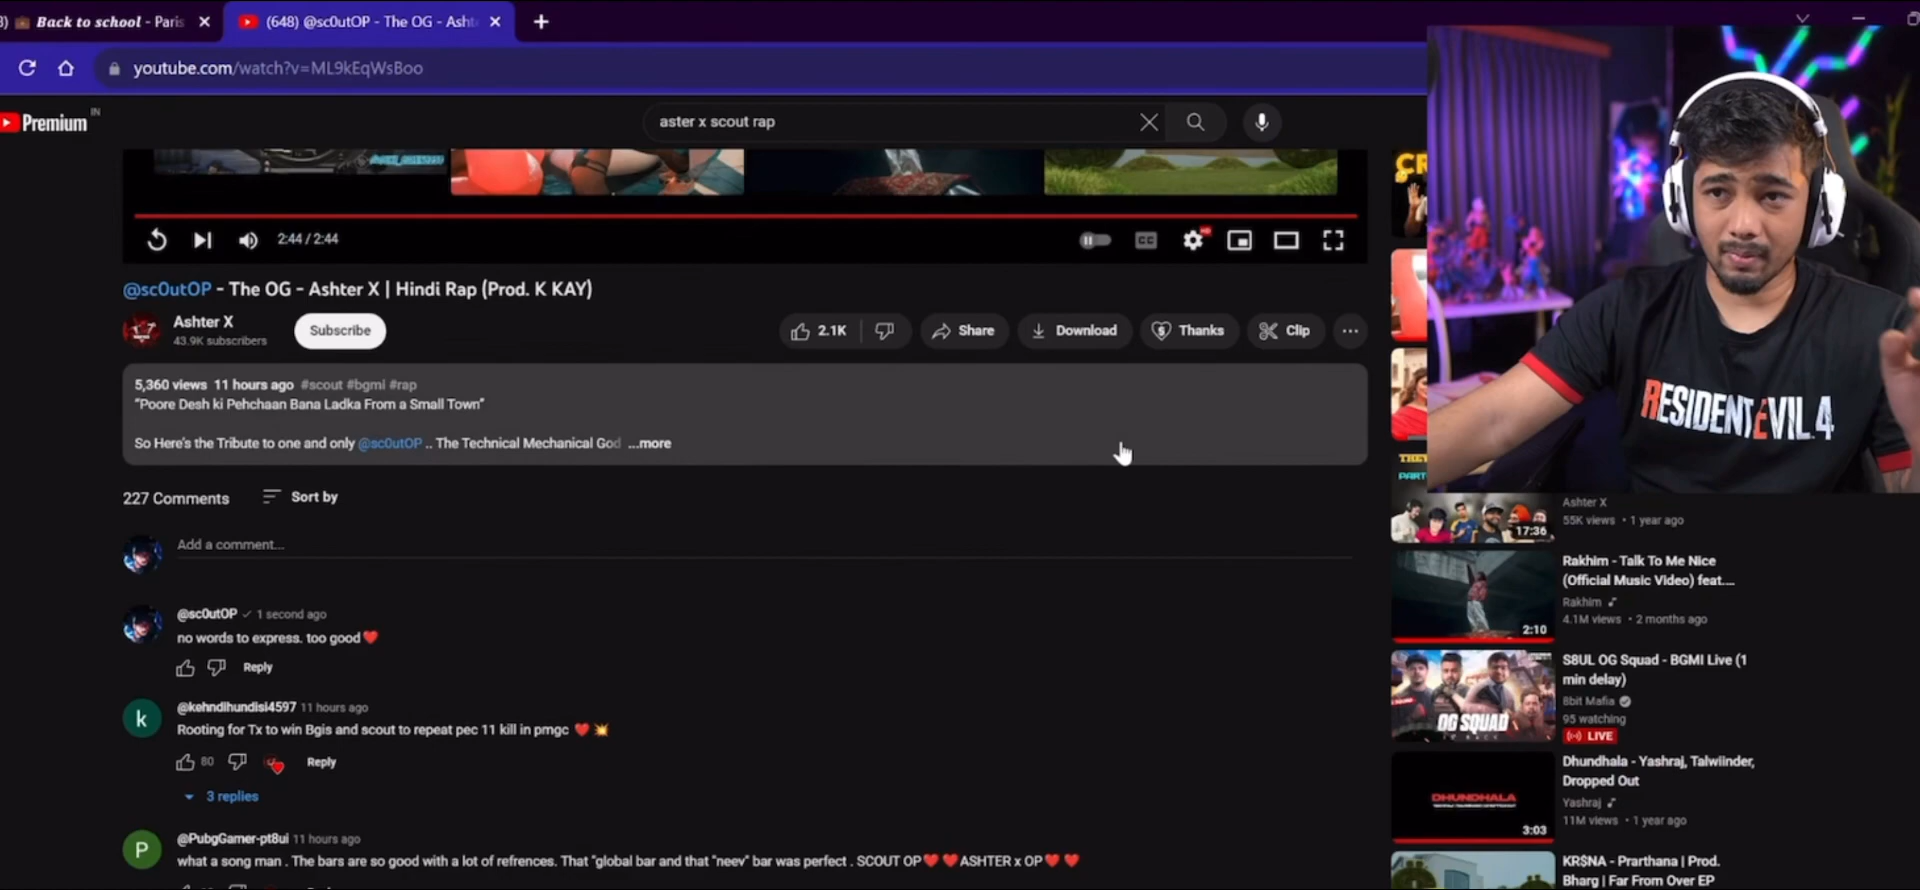 Back to school - Paris
(648) @sc0utOP - The OG - Asht
youtube.com/watch?v=ML9kEqWsBoo
Premium IN
aster x scout rap
2:44 / 2:44
CC
HD
@sc0utOP - The OG - Ashter X | Hindi Rap (Prod. K KAY)
Ashter X
43.9K subscribers
Subscribe
2.1K
Share
Download
Thanks
Clip
5,360 views 11 hours ago #scout #bgmi #rap
"Poore Desh ki Pehchaan Bana Ladka From a Small Town"
So Here's the Tribute to one and only @sc0utOP .. The Technical Mechanical God ...more
227 Comments
Sort by
Add a comment...
@sc0utOP 1 second ago
no words to express. too good❤️
Reply
k
@kehndihundisi4597 11 hours ago
Rooting for Tx to win Bgis and scout to repeat pec 11 kill in pmgc ❤️ 💥
80
Reply
3 replies
P
@PubgGamer-pt8ui 11 hours ago
what a song man . The bars are so good with a lot of refrences. That "global bar and that "neev" bar was perfect . SCOUT OP❤️ ❤️ASHTER x OP❤️ ❤️
RESIDENT EVIL 4
PART
17:36
Ashter X
55K views • 1 year ago
2:10
Rakhim - Talk To Me Nice
(Official Music Video) feat....
Rakhim
4.1M views • 2 months ago
OG SQUAD
S8UL OG Squad - BGMI Live (1
min delay)
8bit Mafia
95 watching
LIVE
DHUNDHALA
3:03
Dhundhala - Yashraj, Talwiinder,
Dropped Out
Yashraj
11M views • 1 year ago
KR$NA - Prarthana | Prod.
Bharg | Far From Over EP